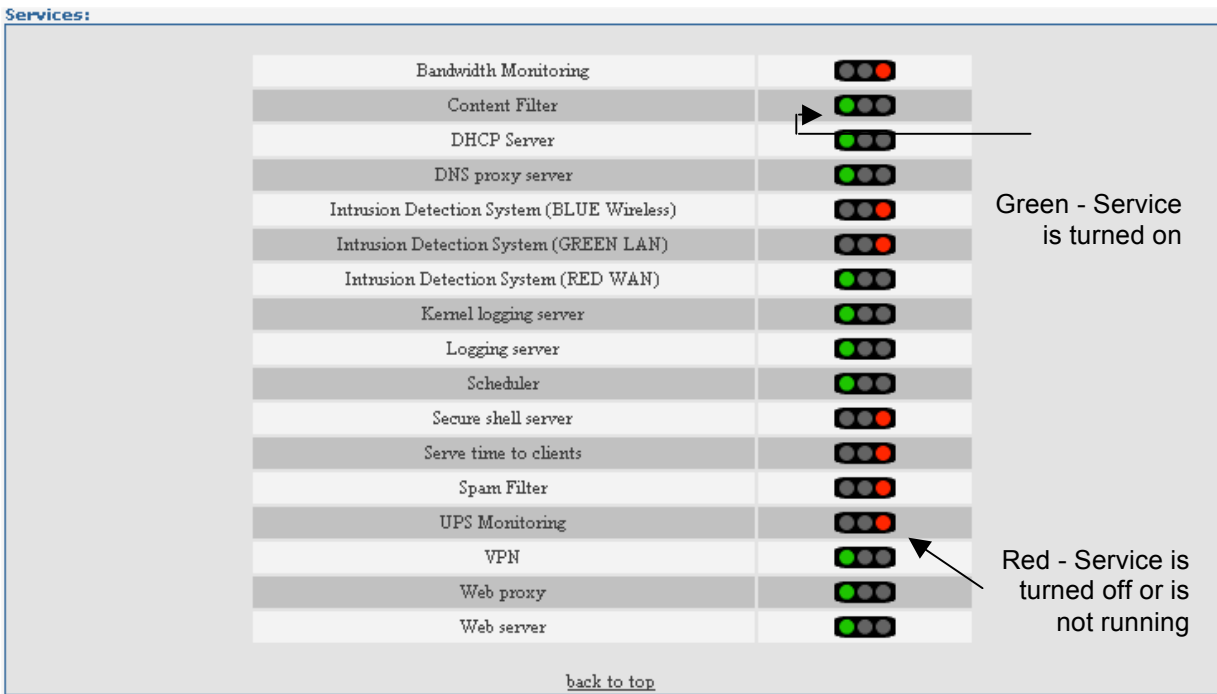 Services:
Bandwidth Monitoring
Content Filter
DHCP Server
DNS proxy server
Intrusion Detection System (BLUE Wireless)
Intrusion Detection System (GREEN LAN)
Intrusion Detection System (RED WAN)
Kernel logging server
Logging server
Scheduler
Secure shell server
Serve time to clients
Spam Filter
UPS Monitoring
VPN
Web proxy
Web server
back to top
Green - Service
is turned on
Red - Service is
turned off or is
not running